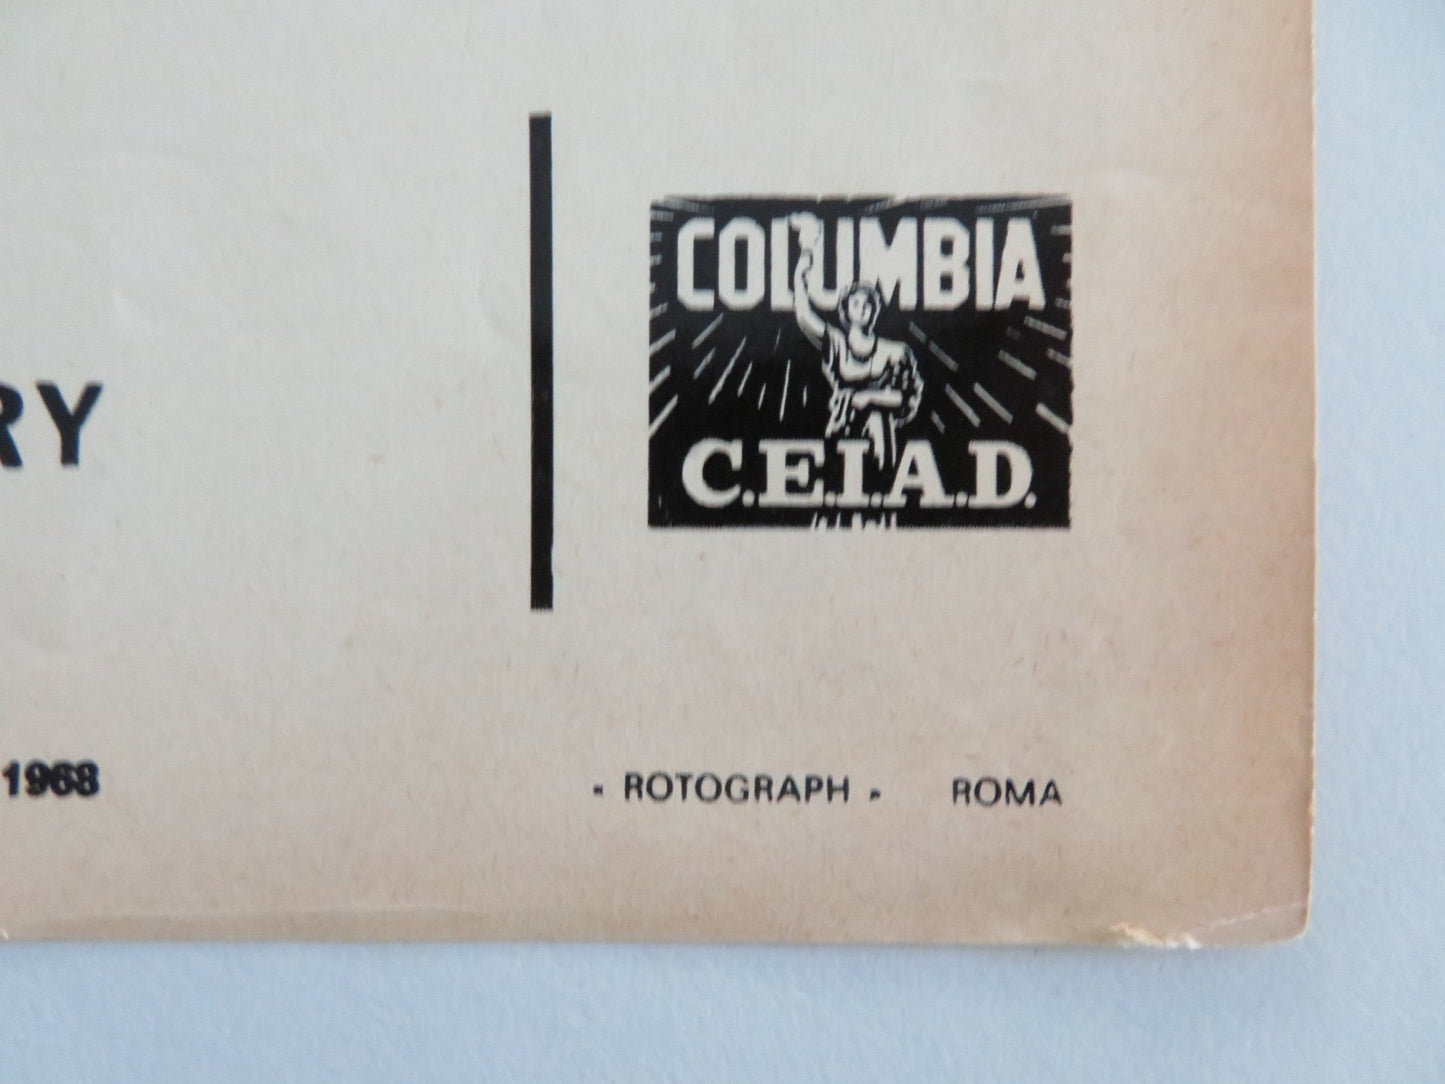 COLUMBIA
RY
C.E.I.A.D.
1968
- ROTOGRAPH - ROMA